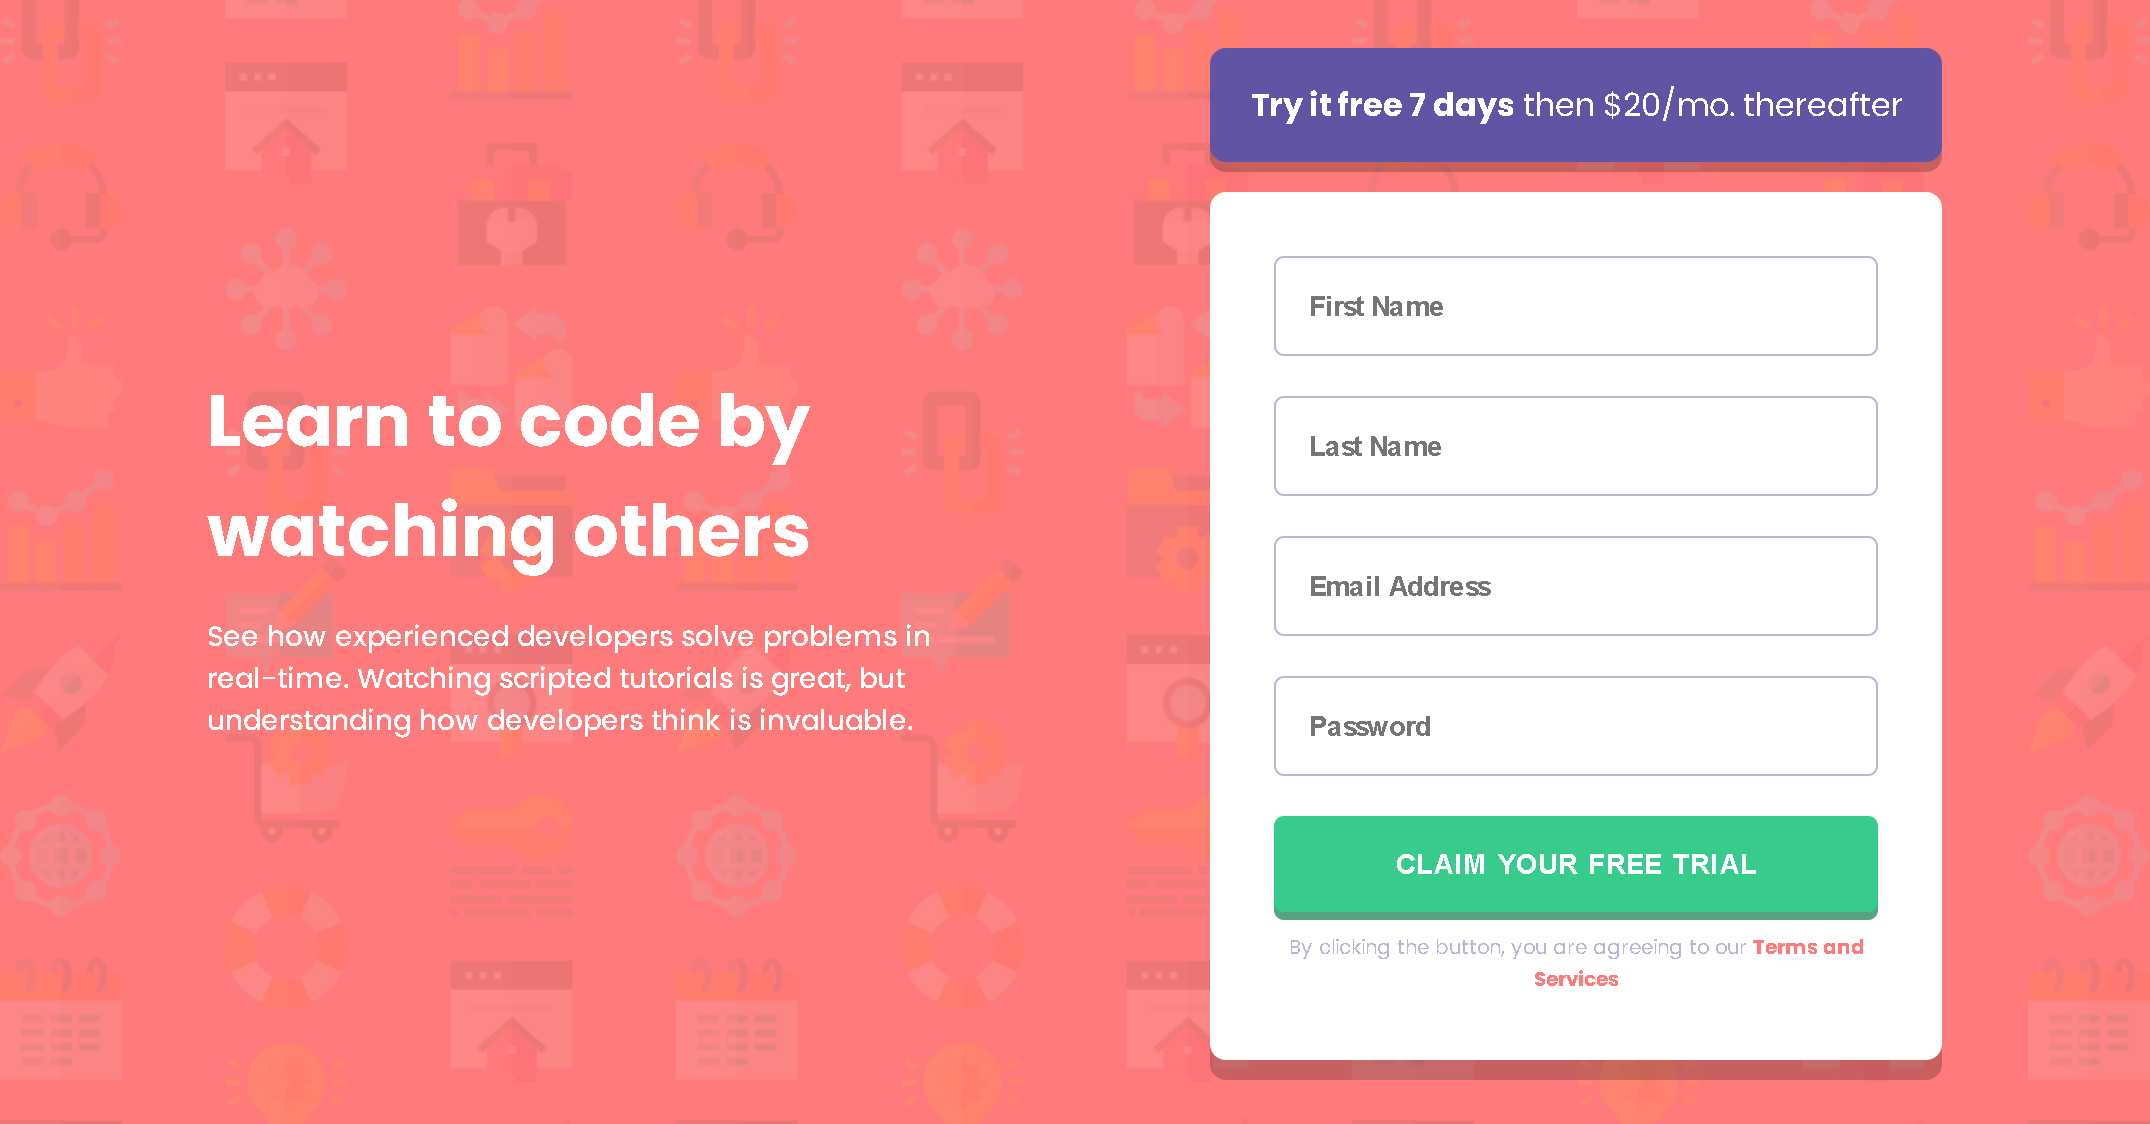 Learn to code by
watching others
See how experienced developers solve problems in
real-time. Watching scripted tutorials is great, but
understanding how developers think is invaluable.
Try it free 7 days then $20/mo. thereafter
First Name
Last Name
Email Address
Password
CLAIM YOUR FREE TRIAL
By clicking the button, you are agreeing to our Terms and
Services